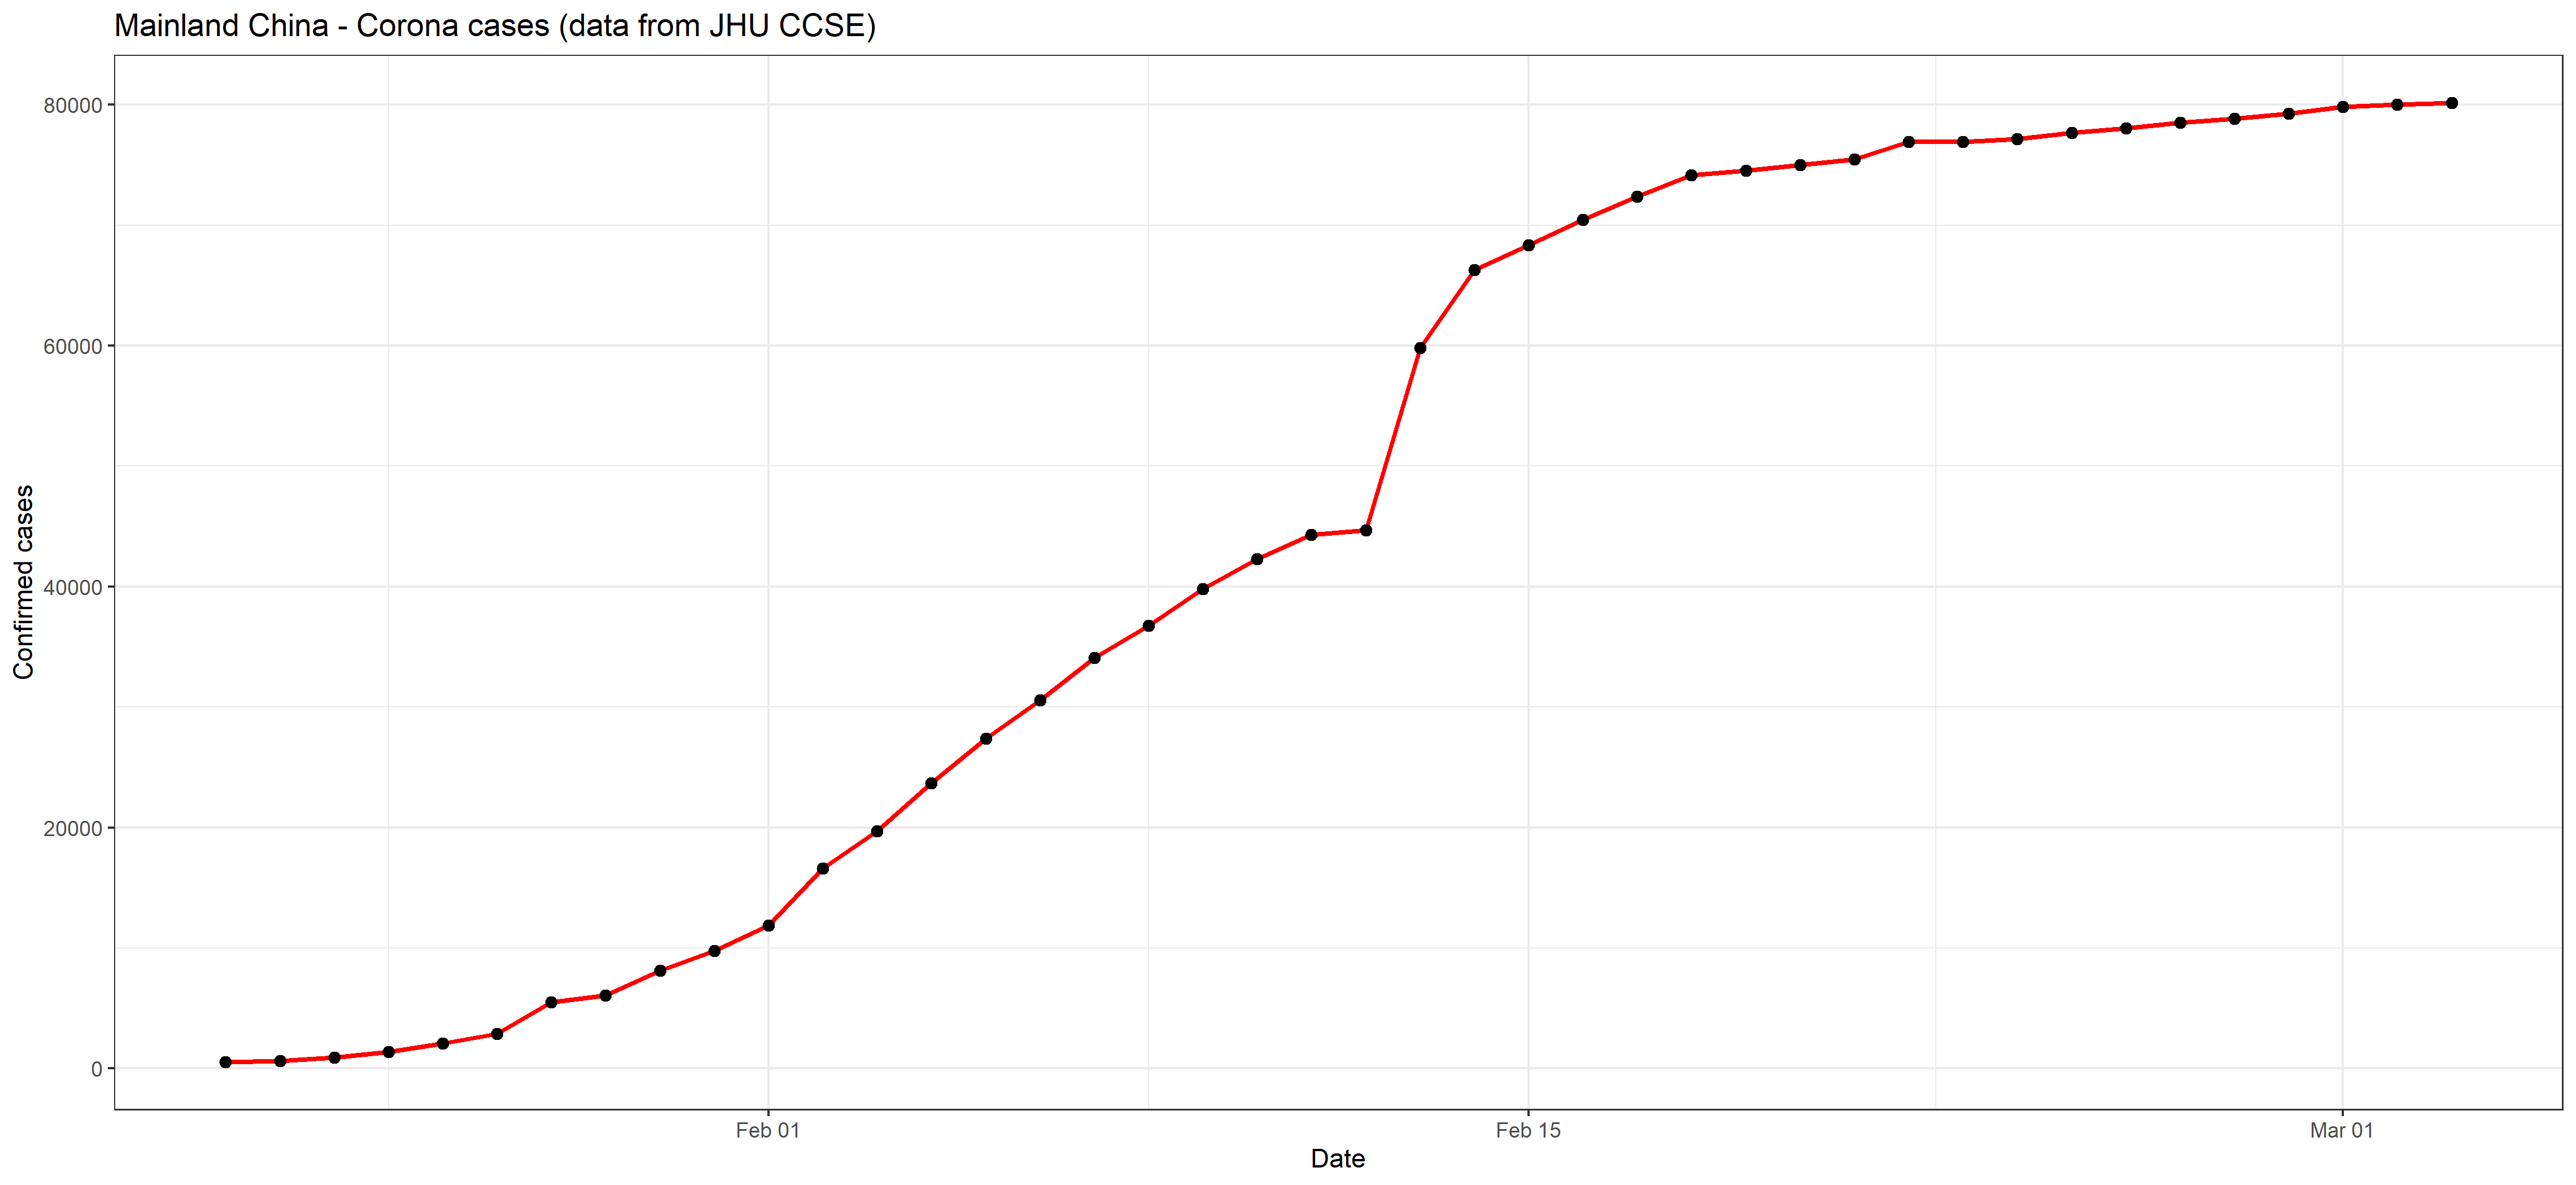 Mainland China - Corona cases (data from JHU CCSE)
80000
60000
40000
20000
0
Confirmed cases
Feb 01
Feb 15
Mar 01
Date